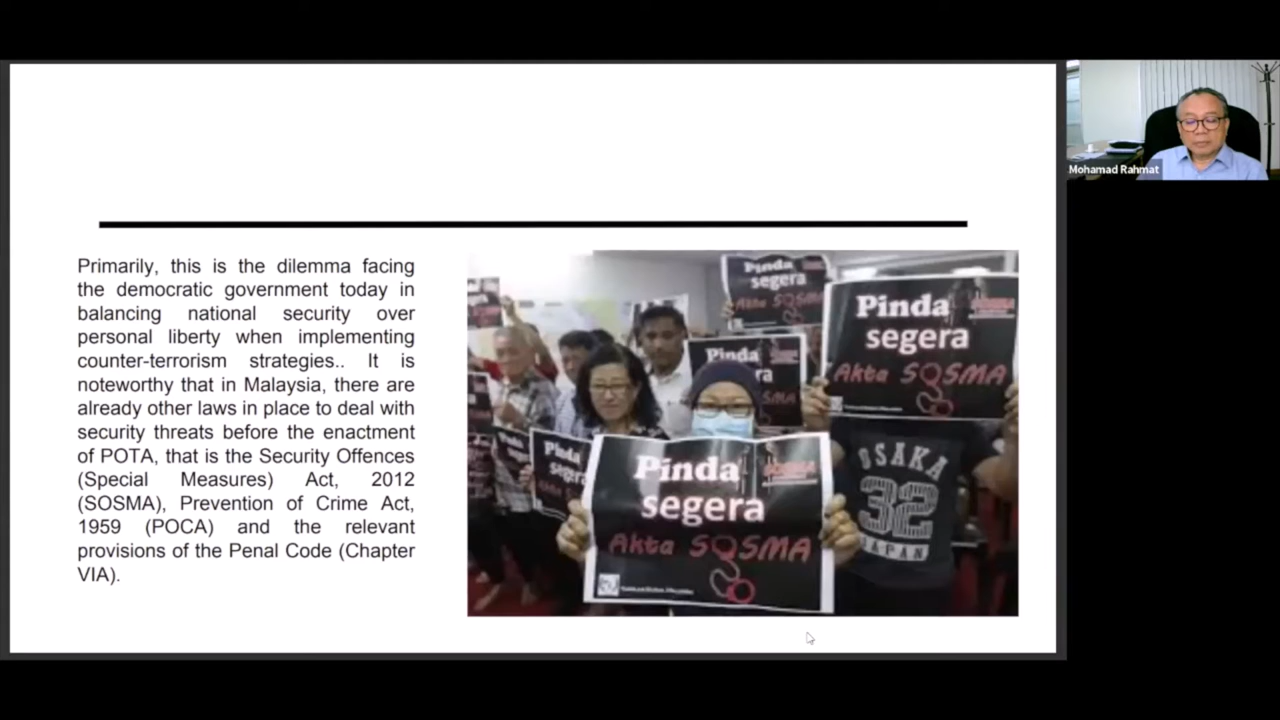 Primarily, this is the dilemma facing
the democratic government today in
balancing national security over
personal liberty when implementing
counter-terrorism strategies.. It is
noteworthy that in Malaysia, there are
already other laws in place to deal with
security threats before the enactment
of POTA, that is the Security Offences
(Special Measures) Act, 2012
(SOSMA), Prevention of Crime Act,
1959 (POCA) and the relevant
provisions of the Penal Code (Chapter
VIA).
Pinda
segera
Akta SOSMA
Pinda
segera
Akta SOSMA
Pinda
Pinda
segera
Akta SOSMA
OSAKA
32
JAPAN
Mohamad Rahmat